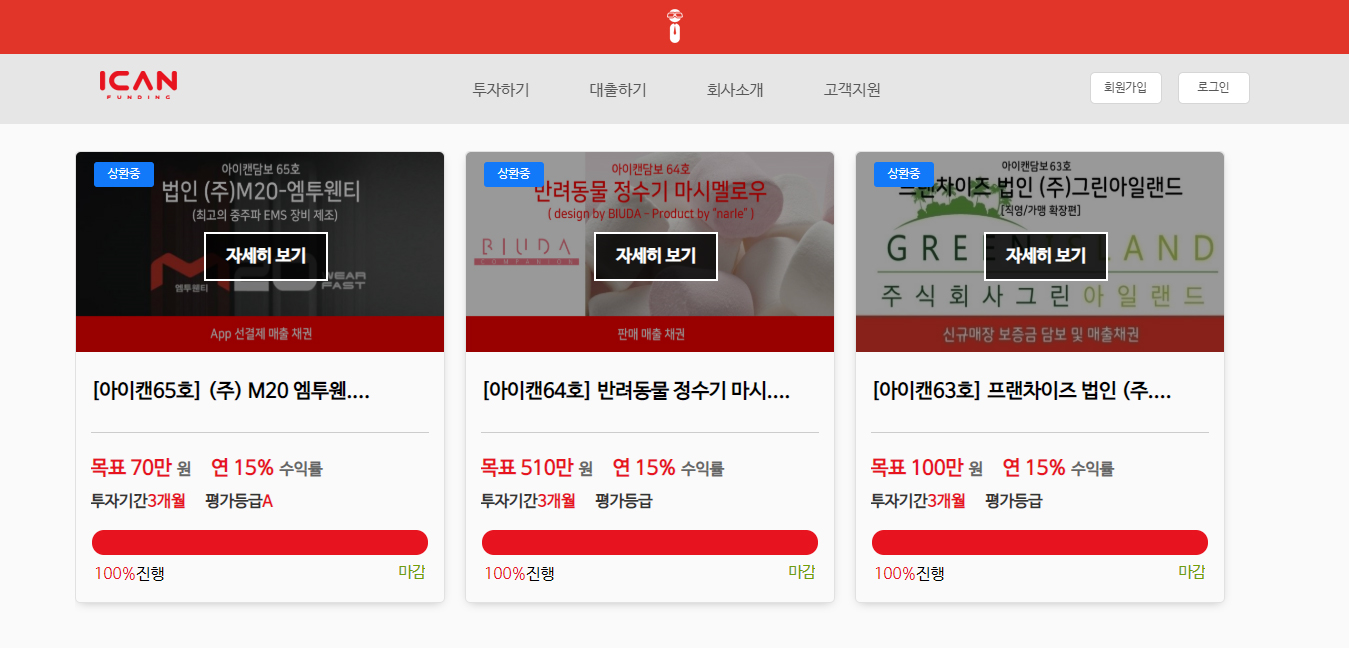 ICAN
FUNDING
투자하기 대출하기 회사소개 고객지원
회원가입 로그인
상환중
아이캔담보 65호
법인 (주)M20-엠투웬티
(최고의 중주파 EMS 장비 제조)
자세히 보기
M20 WEAR
FAST
엠투웬티
App 선결제 매출 채권
[아이캔65호] (주) M20 엠투웬....
목표 70만 원 연 15% 수익률
투자기간3개월 평가등급A
100%진행 마감
상환중
아이캔담보 64호
반려동물 정수기 마시멜로우
( design by BIUDA - Product by "narle" )
BIUDA
COMPANION
자세히 보기
판매 매출 채권
[아이캔64호] 반려동물 정수기 마시....
목표 510만 원 연 15% 수익률
투자기간3개월 평가등급
100%진행 마감
상환중
아이캔담보 63호
프랜차이즈 법인 (주)그린아일랜드
[직영/가맹 확장편]
GREEN ISLAND
자세히 보기
주식회사그린아일랜드
신규매장 보증금 담보 및 매출채권
[아이캔63호] 프랜차이즈 법인 (주....
목표 100만 원 연 15% 수익률
투자기간3개월 평가등급
100%진행 마감